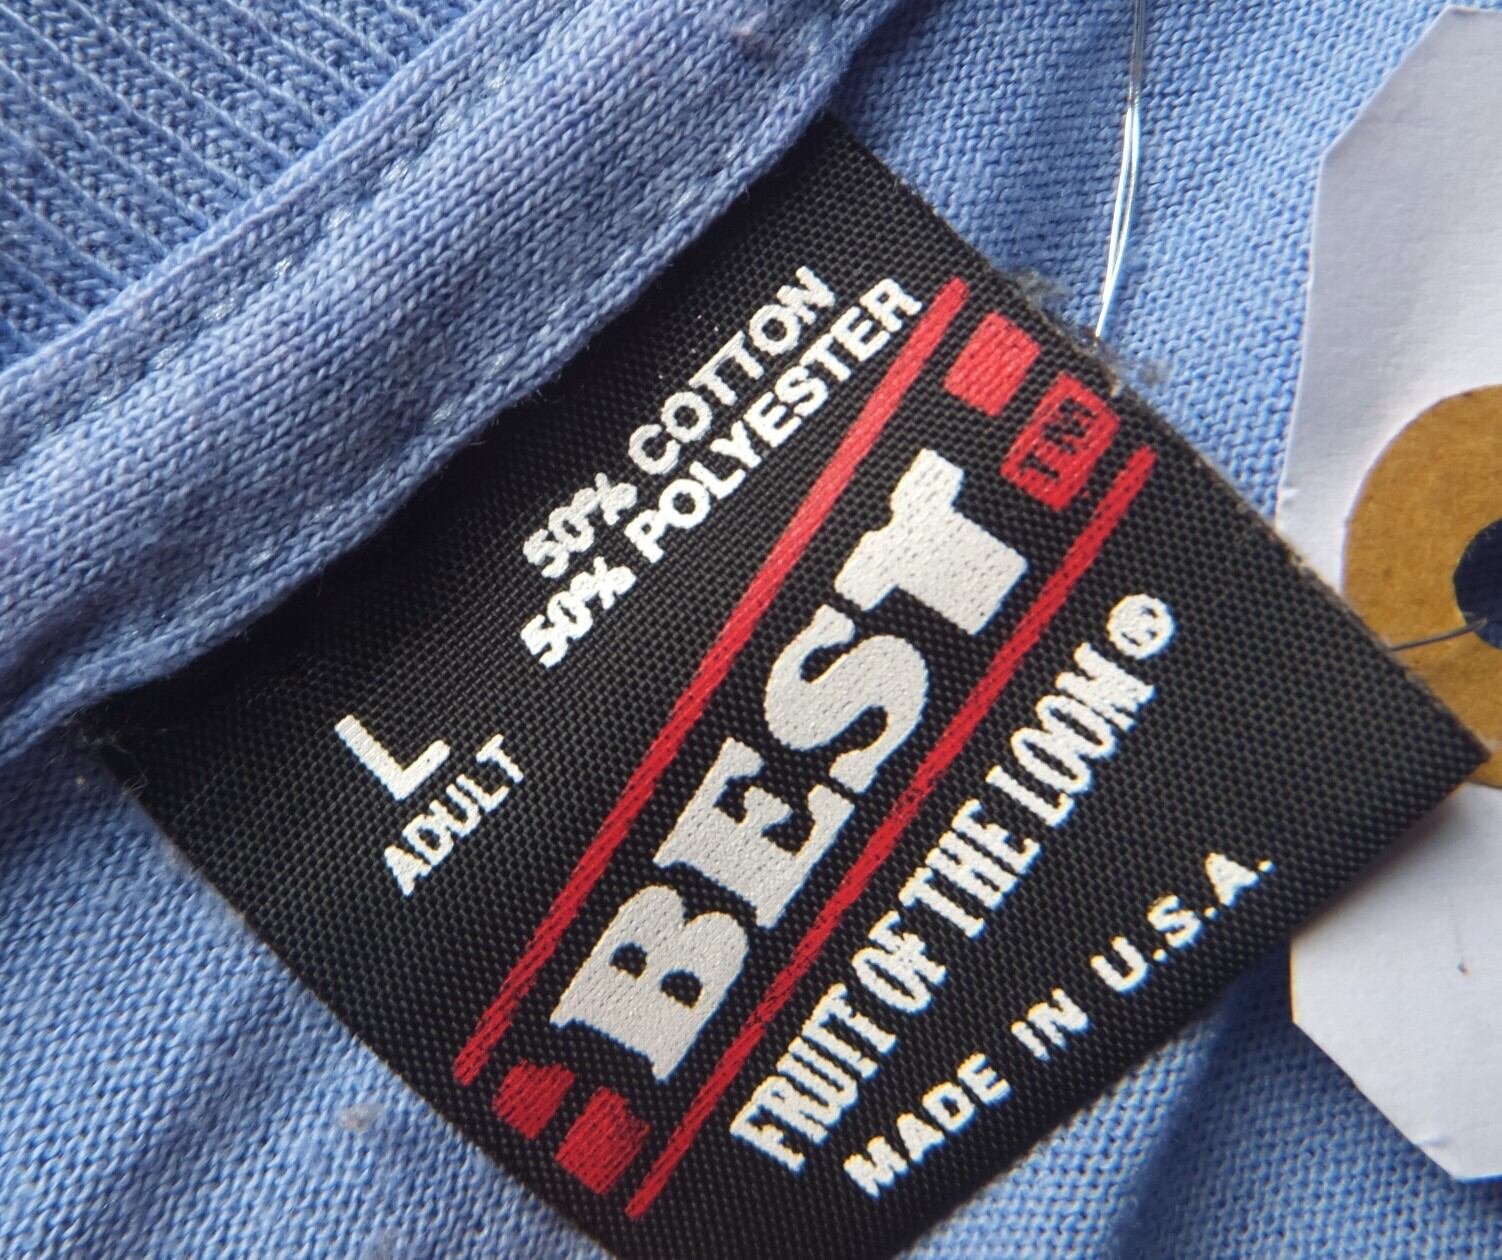 50% COTTON
50% POLYESTER
L
ADULT
BEST
TM
FRUIT OF THE LOOM®
MADE IN U.S.A.